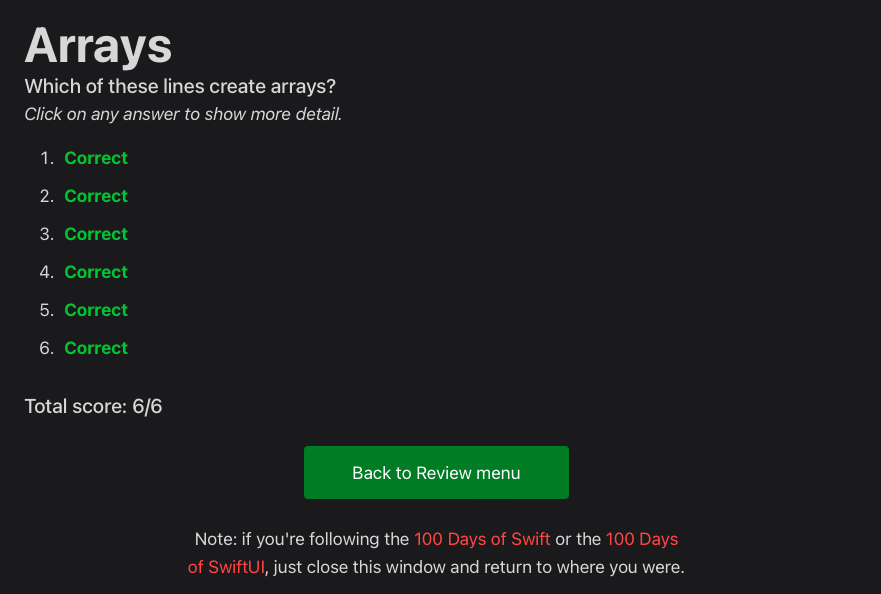 Arrays
Which of these lines create arrays?
Click on any answer to show more detail.
1. Correct
2. Correct
3. Correct
4. Correct
5. Correct
6. Correct
Total score: 6/6
Back to Review menu
Note: if you're following the 100 Days of Swift or the 100 Days
of SwiftUI, just close this window and return to where you were.